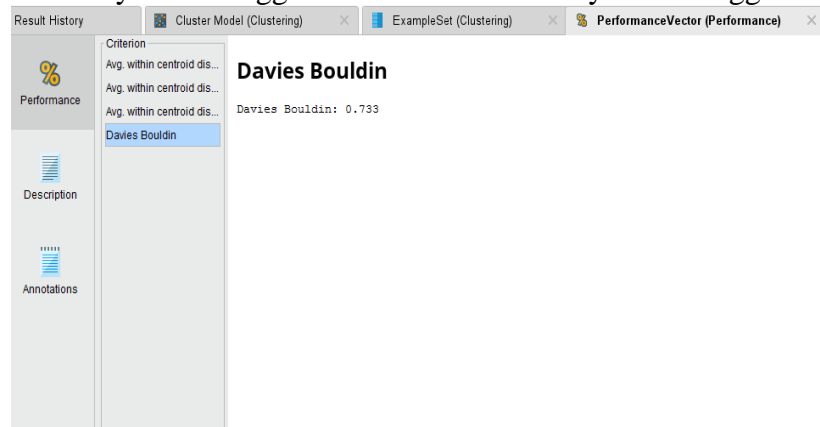 Result History
Cluster Model (Clustering)
ExampleSet (Clustering)
PerformanceVector (Performance)
%
Performance
Description
Annotations
Criterion
Avg. within centroid dis...
Avg. within centroid dis...
Avg. within centroid dis...
Davies Bouldin
Davies Bouldin
Davies Bouldin: 0.733